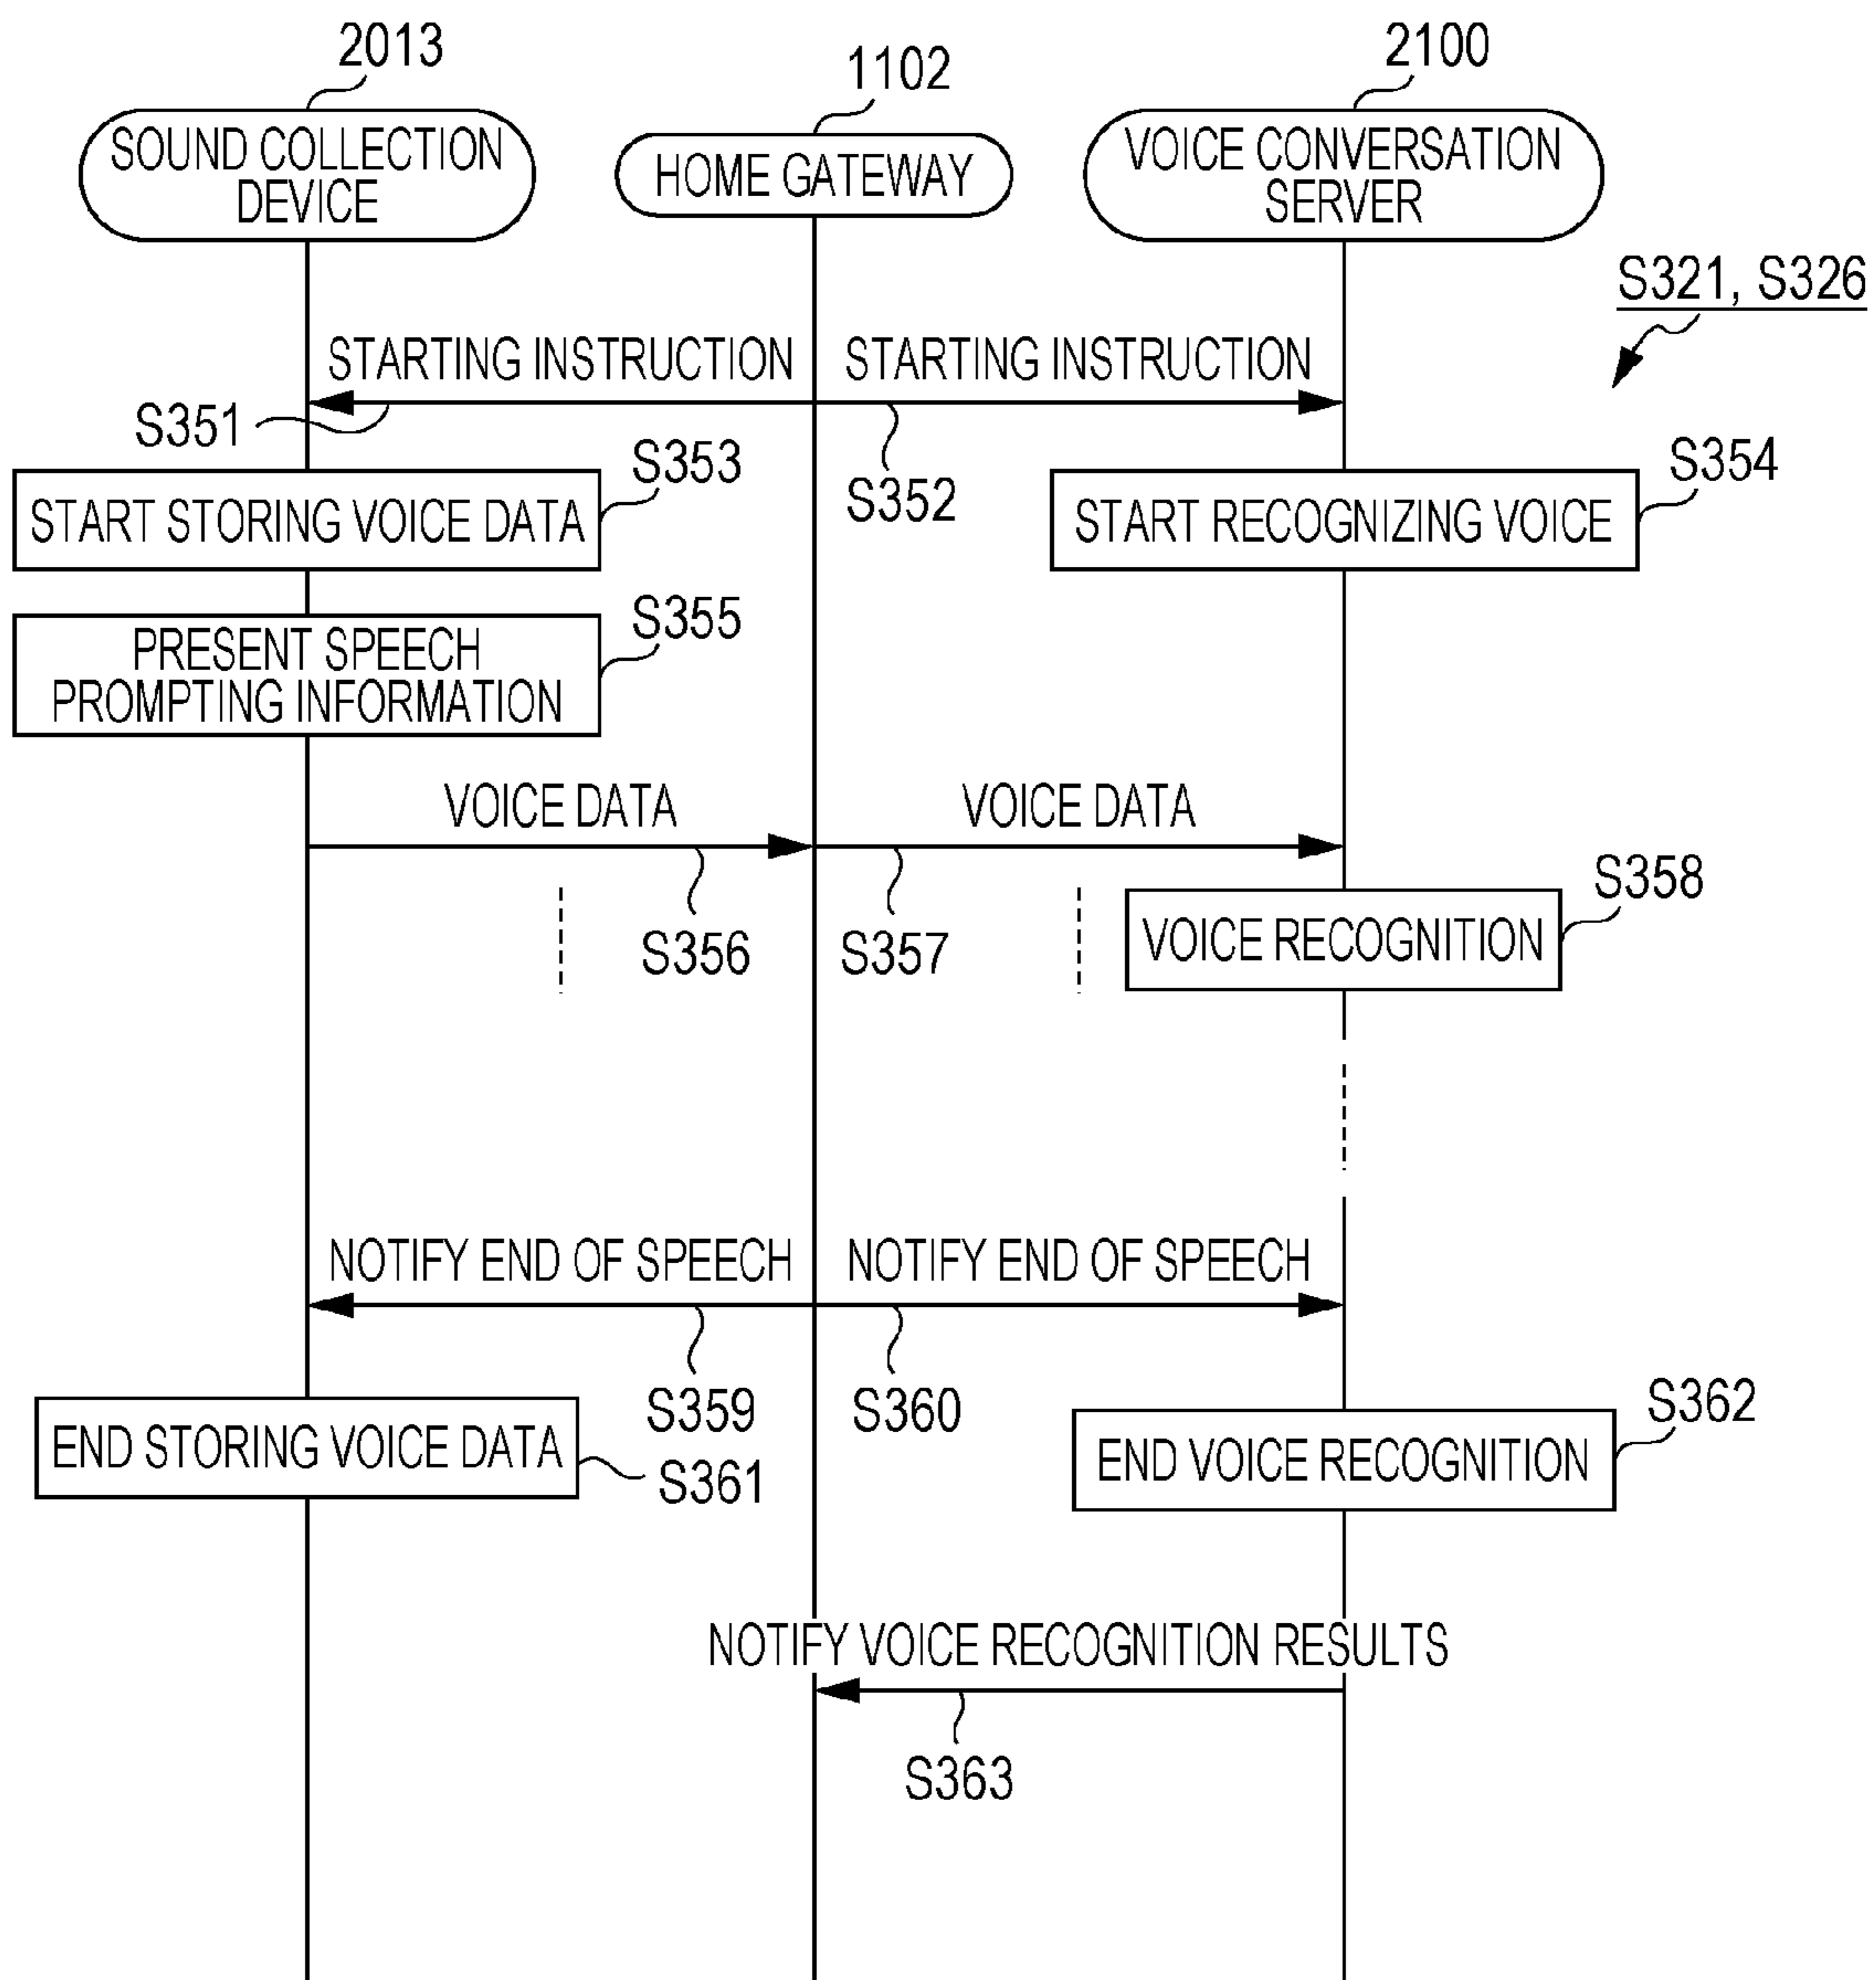 2013
1102
2100
SOUND COLLECTION
DEVICE
HOME GATEWAY
VOICE CONVERSATION
SERVER
S321, S326
STARTING INSTRUCTION
STARTING INSTRUCTION
S351
S352
S353
S354
START STORING VOICE DATA
START RECOGNIZING VOICE
S355
PRESENT SPEECH
PROMPTING INFORMATION
VOICE DATA
VOICE DATA
S356
S357
S358
VOICE RECOGNITION
NOTIFY END OF SPEECH
NOTIFY END OF SPEECH
S359
S360
S362
END STORING VOICE DATA
S361
END VOICE RECOGNITION
NOTIFY VOICE RECOGNITION RESULTS
S363